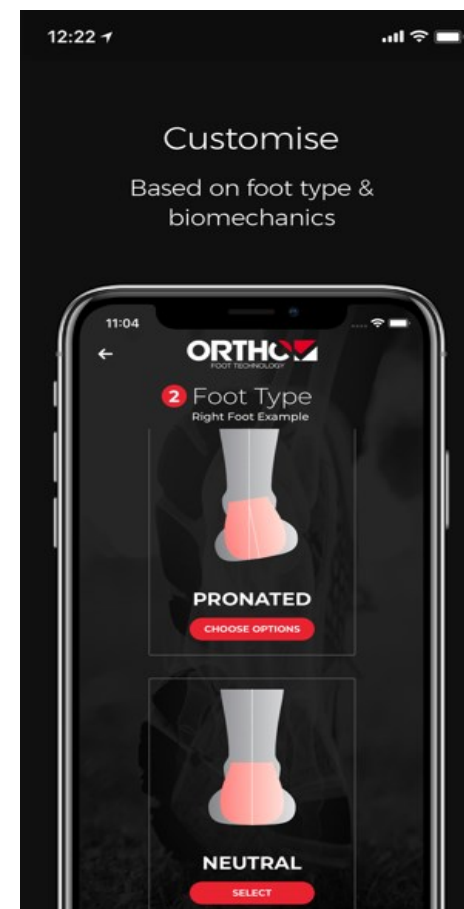 12:22
Customise
Based on foot type &
biomechanics
11:04
ORTHO
FOOT TECHNOLOGY
2 Foot Type
Right Foot Example
PRONATED
CHOOSE OPTIONS
NEUTRAL
SELECT